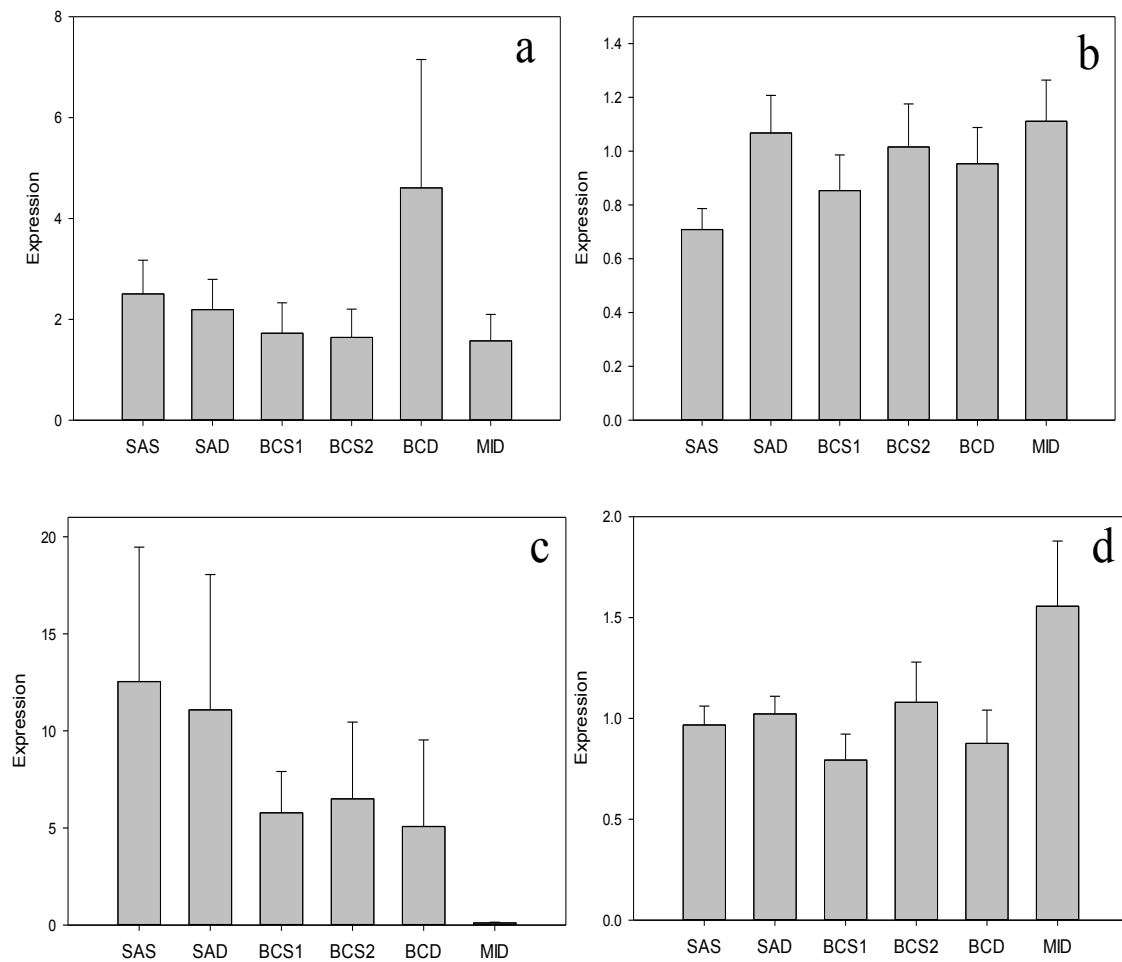 a
8
6
4
2
0
Expression
SAS SAD BCS1 BCS2 BCD MID
b
1.4
1.2
1.0
0.8
0.6
0.4
0.2
0.0
Expression
SAS SAD BCS1 BCS2 BCD MID
c
20
15
10
5
0
Expression
SAS SAD BCS1 BCS2 BCD MID
d
2.0
1.5
1.0
0.5
0.0
Expression
SAS SAD BCS1 BCS2 BCD MID